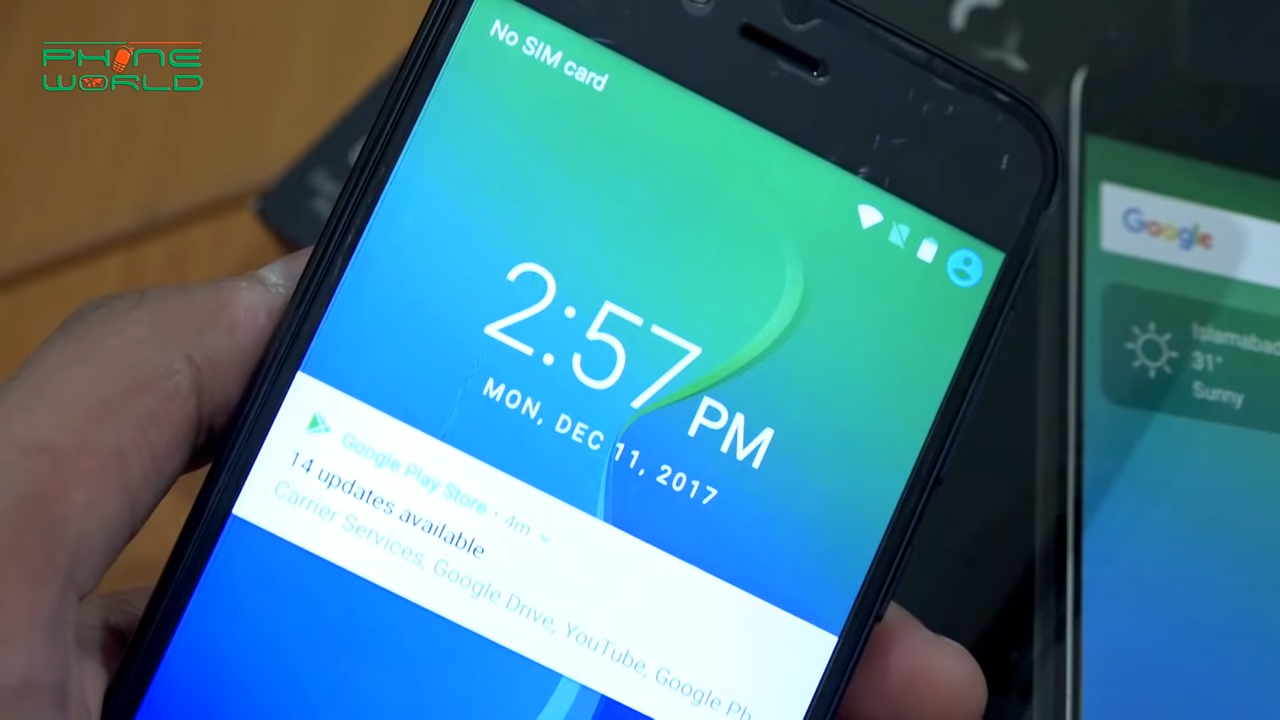 PHONE
WORLD
No SIM card
2:57 PM
MON, DEC 11, 2017
Google Play Store • 4m
14 updates available
Carrier Services, Google Drive, YouTube, Google Ph
Google
Islamabad
31°
Sunny